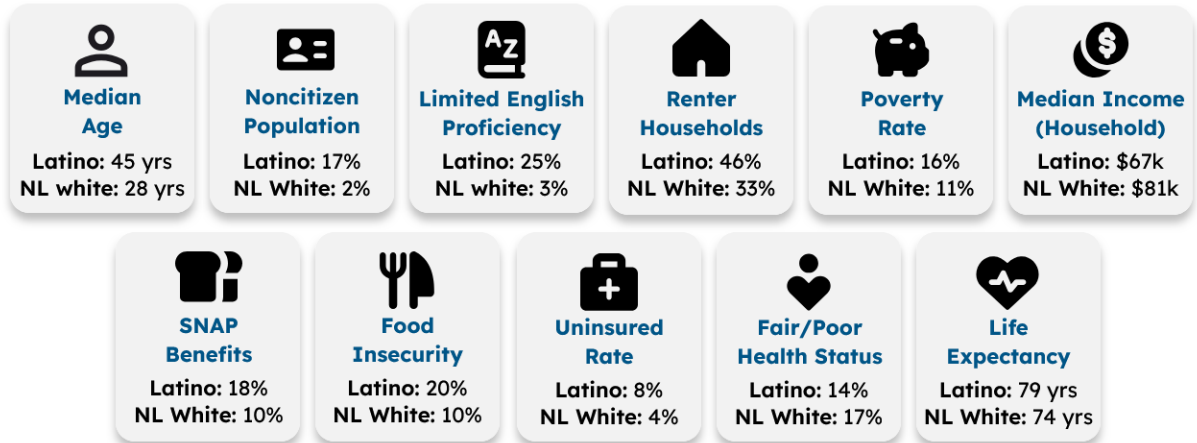 Median
Age
Latino: 45 yrs
NL white: 28 yrs
Noncitizen
Population
Latino: 17%
NL White: 2%
AZ
Limited English
Proficiency
Latino: 25%
NL white: 3%
Renter
Households
Latino: 46%
NL White: 33%
Poverty
Rate
Latino: 16%
NL White: 11%
$
Median Income
(Household)
Latino: $67k
NL White: $81k
SNAP
Benefits
Latino: 18%
NL White: 10%
Food
Insecurity
Latino: 20%
NL White: 10%
Uninsured
Rate
Latino: 8%
NL White: 4%
Fair/Poor
Health Status
Latino: 14%
NL White: 17%
Life
Expectancy
Latino: 79 yrs
NL White: 74 yrs